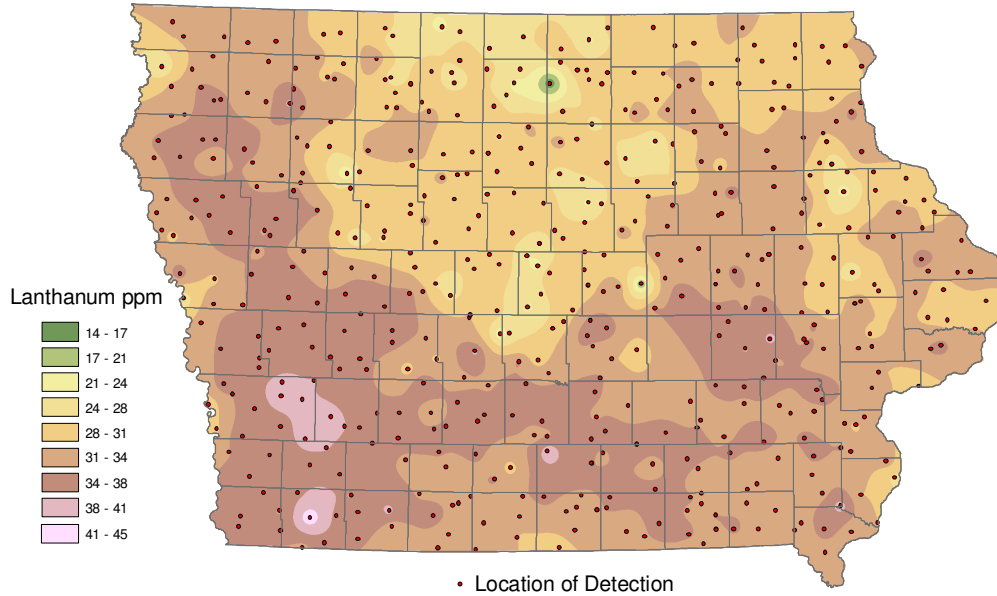 Lanthanum ppm
14 - 17
17 - 21
21 - 24
24 - 28
28 - 31
31 - 34
34 - 38
38 - 41
41 - 45
Location of Detection